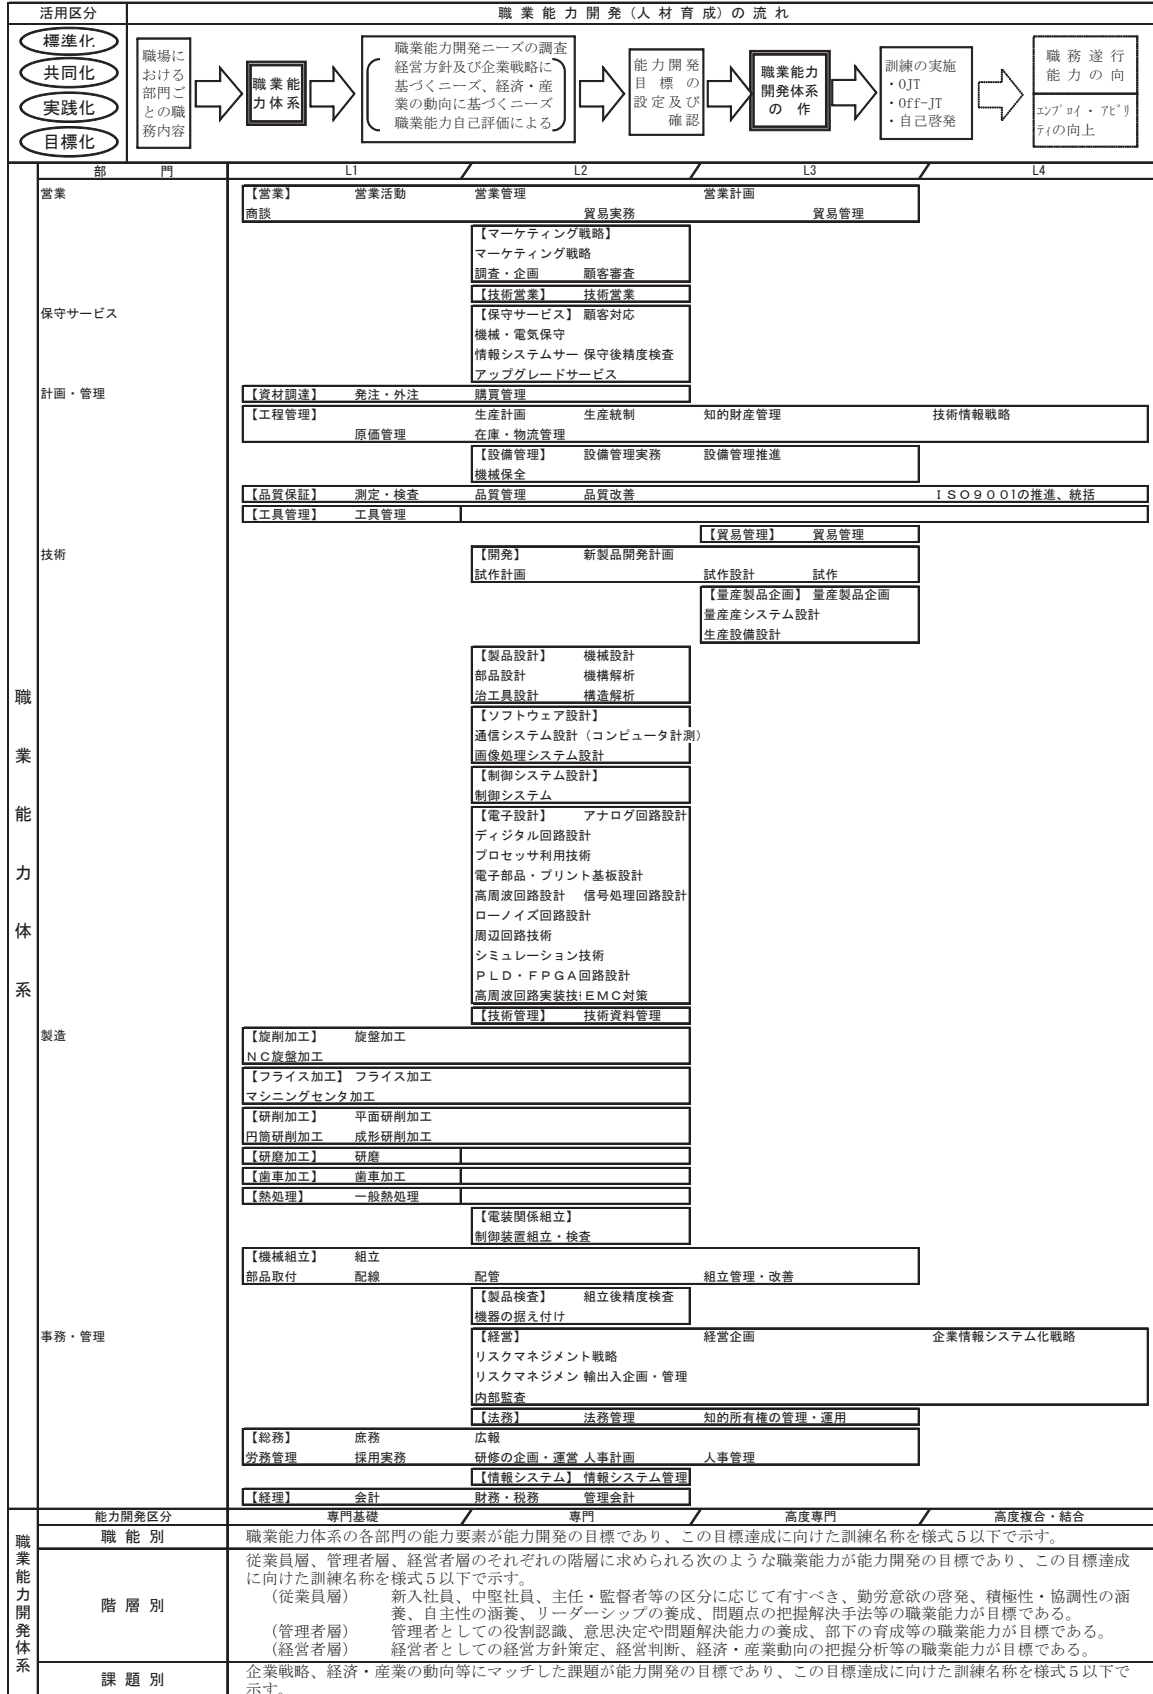 活用区分
職業能力開発(人材育成)の流れ
標準化
共同化
実践化
目標化
職場に
おける
部門ご
との職
務内容
職業能
力体系
職業能力開発ニーズの調査
経営方針及び企業戦略に
基づくニーズ、経済・産
業の動向に基づくニーズ
職業能力自己評価による
能力開発
目標の
設定及び
確認
職業能力
開発体系
の 作
訓練の実施
・OJT
・Off-JT
・自己啓発
職務遂行
能力の向
エンプロイ・アビリ
ティの向上
部 門 L1 L2 L3 L4
職業能力体系
営業 【営業】 営業活動 営業管理 営業計画
商談 貿易実務 貿易管理
【マーケティング戦略】
マーケティング戦略
調査・企画 顧客審査
【技術営業】 技術営業
保守サービス 【保守サービス】 顧客対応
機械・電気保守
情報システムサー 保守後精度検査
アップグレードサービス
計画・管理 【資材調達】 発注・外注 購買管理
【工程管理】 生産計画 生産統制 知的財産管理 技術情報戦略
原価管理 在庫・物流管理
【設備管理】 設備管理実務 設備管理推進
機械保全
【品質保証】 測定・検査 品質管理 品質改善 ISO9001の推進、統括
【工具管理】 工具管理
【貿易管理】 貿易管理
技術 【開発】 新製品開発計画
試作計画 試作設計 試作
【量産製品企画】 量産製品企画
量産産システム設計
生産設備設計
【製品設計】 機械設計
部品設計 機構解析
治工具設計 構造解析
【ソフトウェア設計】
通信システム設計（コンピュータ計測）
画像処理システム設計
【制御システム設計】
制御システム
【電子設計】 アナログ回路設計
ディジタル回路設計
プロセッサ利用技術
電子部品・プリント基板設計
高周波回路設計 信号処理回路設計
ローノイズ回路設計
周辺回路技術
シミュレーション技術
PLD・FPGA回路設計
高周波回路実装技 EMC対策
【技術管理】 技術資料管理
製造 【旋削加工】 旋盤加工
NC旋盤加工
【フライス加工】 フライス加工
マシニングセンタ加工
【研削加工】 平面研削加工
円筒研削加工 成形研削加工
【研磨加工】 研磨
【歯車加工】 歯車加工
【熱処理】 一般熱処理
【電装関係組立】
制御装置組立・検査
【機械組立】 組立
部品取付 配線 配管 組立管理・改善
【製品検査】 組立後精度検査
機器の据え付け
事務・管理 【経営】 経営企画 企業情報システム化戦略
リスクマネジメント戦略
リスクマネジメン 輸出入企画・管理
内部監査
【法務】 法務管理 知的所有権の管理・運用
【総務】 庶務 広報
労務管理 採用実務 研修の企画・運営 人事計画 人事管理
【情報システム】 情報システム管理
【経理】 会計 財務・税務 管理会計
職業能力開発体系
能力開発区分 専門基礎 専門 高度専門 高度複合・結合
職能別 職業能力体系の各部門の能力要素が能力開発の目標であり、この目標達成に向けた訓練名称を様式５以下で示す。
階層別 従業員層、管理者層、経営者層のそれぞれの階層に求められる次のような職業能力が能力開発の目標であり、この目標達成
に向けた訓練名称を様式５以下で示す。
（従業員層） 新入社員、中堅社員、主任・監督者等の区分に応じて有すべき、勤労意欲の啓発、積極性・協調性の涵
養、自主性の涵養、リーダーシップの養成、問題点の把握解決手法等の職業能力が目標である。
（管理者層） 管理者としての役割認識、意思決定や問題解決能力の養成、部下の育成等の職業能力が目標である。
（経営者層） 経営者としての経営方針策定、経営判断、経済・産業動向の把握分析等の職業能力が目標である。
課題別 企業戦略、経済・産業の動向等にマッチした課題が能力開発の目標であり、この目標達成に向けた訓練名称を様式５以下で
示す。